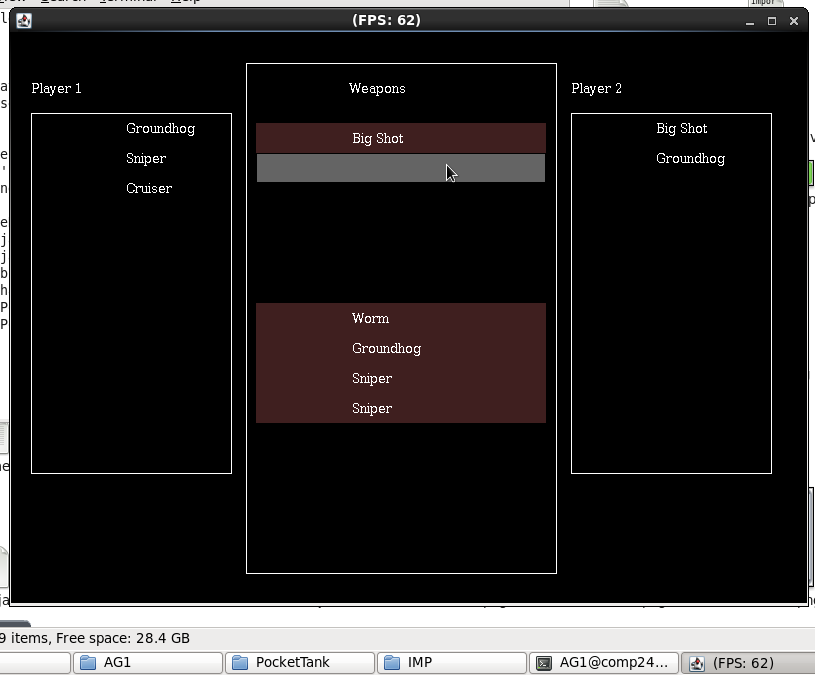 (FPS: 62)
Player 1
Weapons
Player 2
Groundhog
Sniper
Cruiser
Big Shot
Worm
Groundhog
Sniper
Sniper
Big Shot
Groundhog
9 items, Free space: 28.4 GB
AG1
PocketTank
IMP
AG1@comp24...
(FPS: 62)